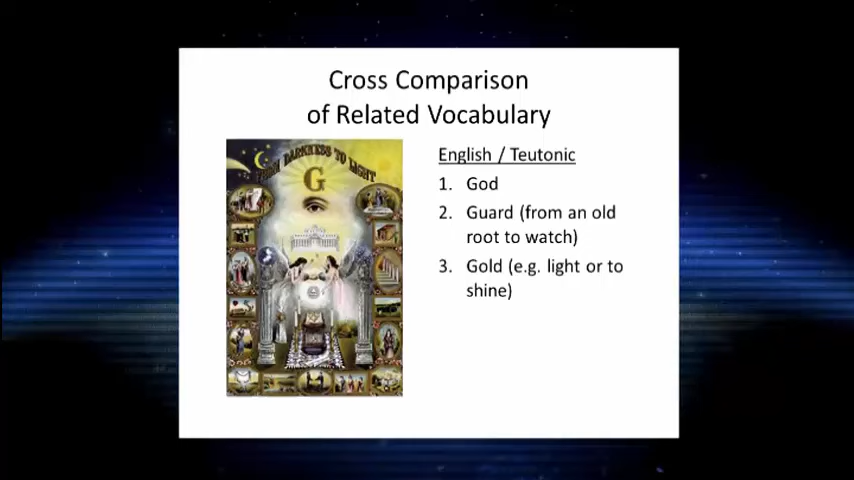 Cross Comparison
of Related Vocabulary
FROM DARKNESS TO LIGHT
G
English / Teutonic
1. God
2. Guard (from an old
root to watch)
3. Gold (e.g. light or to
shine)